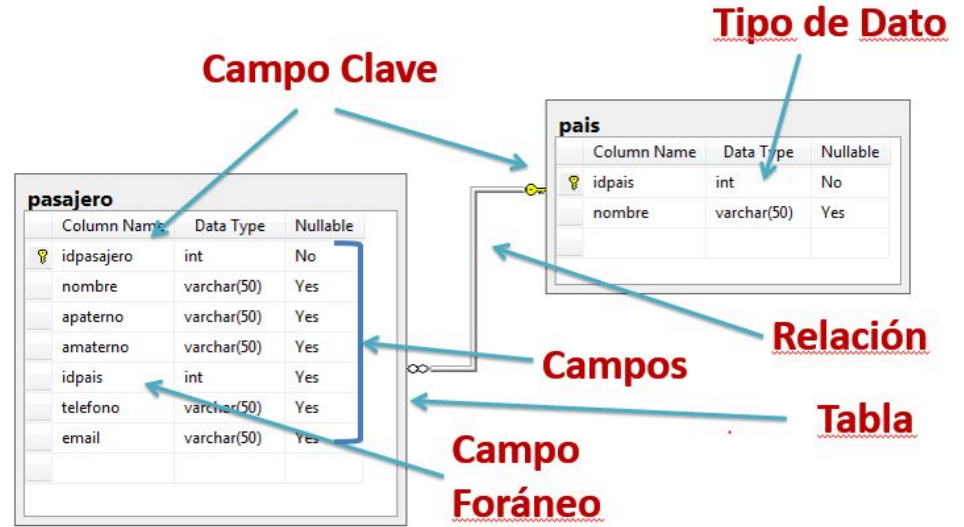 Tipo de Dato
Campo Clave
pais
Column Name Data Type Nullable
idpais int No
nombre varchar(50) Yes
pasajero
Column Name Data Type Nullable
idpasajero int No
nombre varchar(50) Yes
apaterno varchar(50) Yes
amaterno varchar(50) Yes
idpais int Yes
telefono varchar(50) Yes
email varchar(50) Yes
Relación
Campos
Tabla
Campo
Foráneo